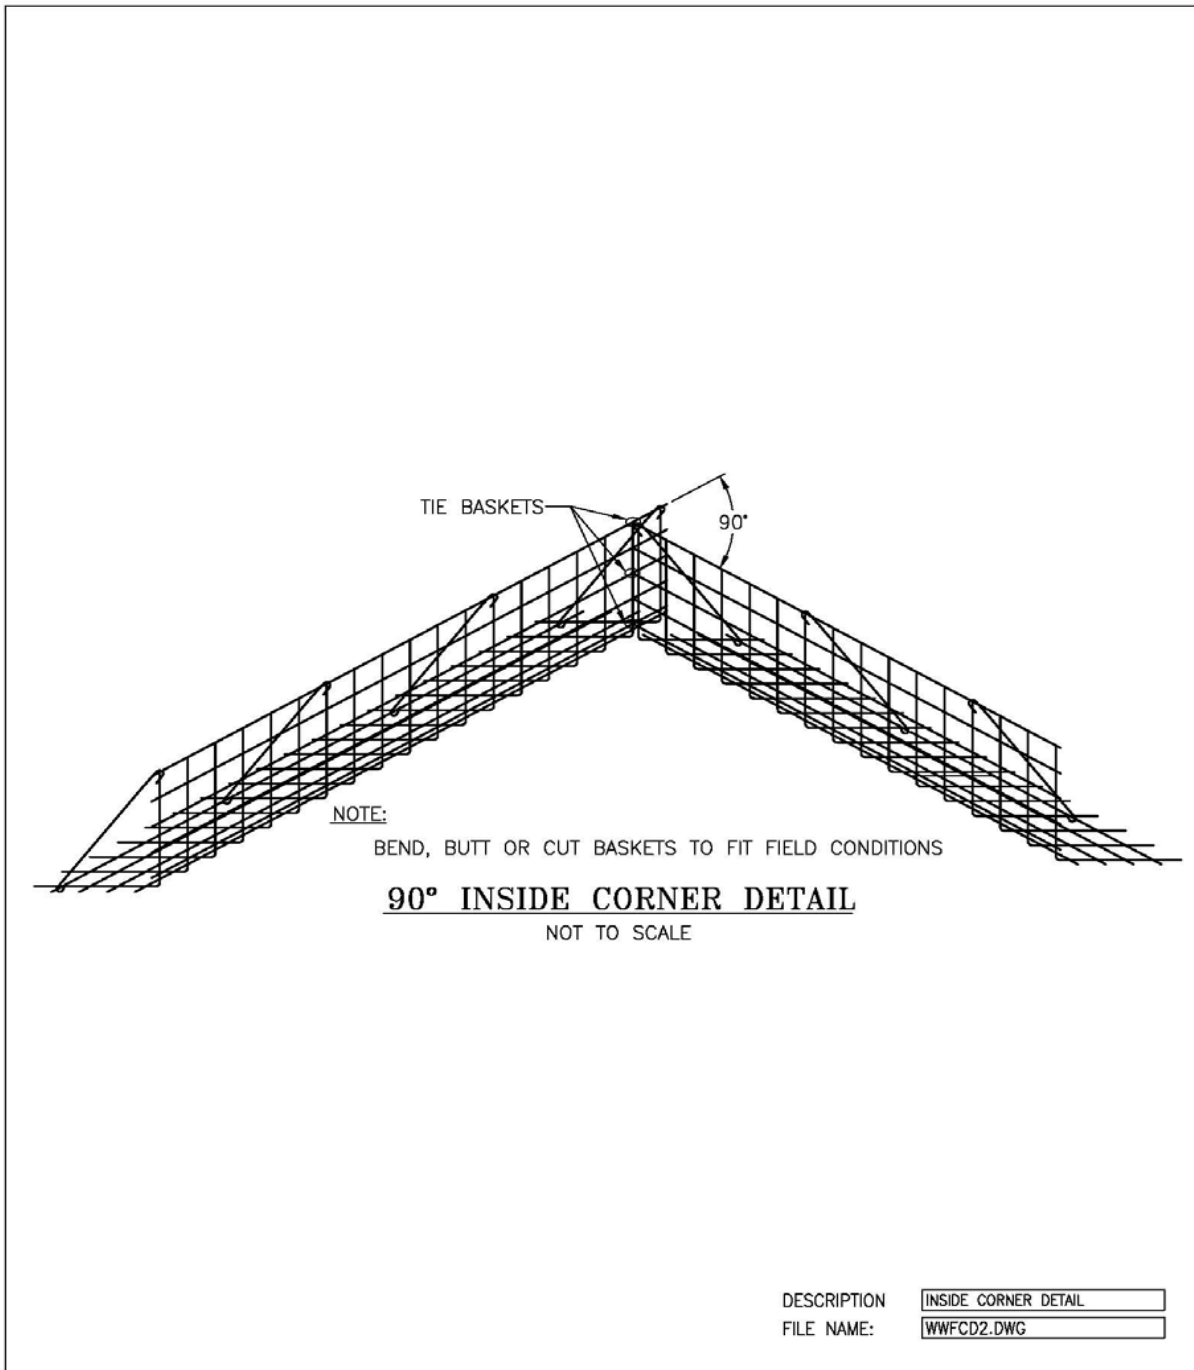 TIE BASKETS
90°
NOTE:
BEND, BUTT OR CUT BASKETS TO FIT FIELD CONDITIONS
90° INSIDE CORNER DETAIL
NOT TO SCALE
DESCRIPTION INSIDE CORNER DETAIL
FILE NAME: WWFCD2.DWG